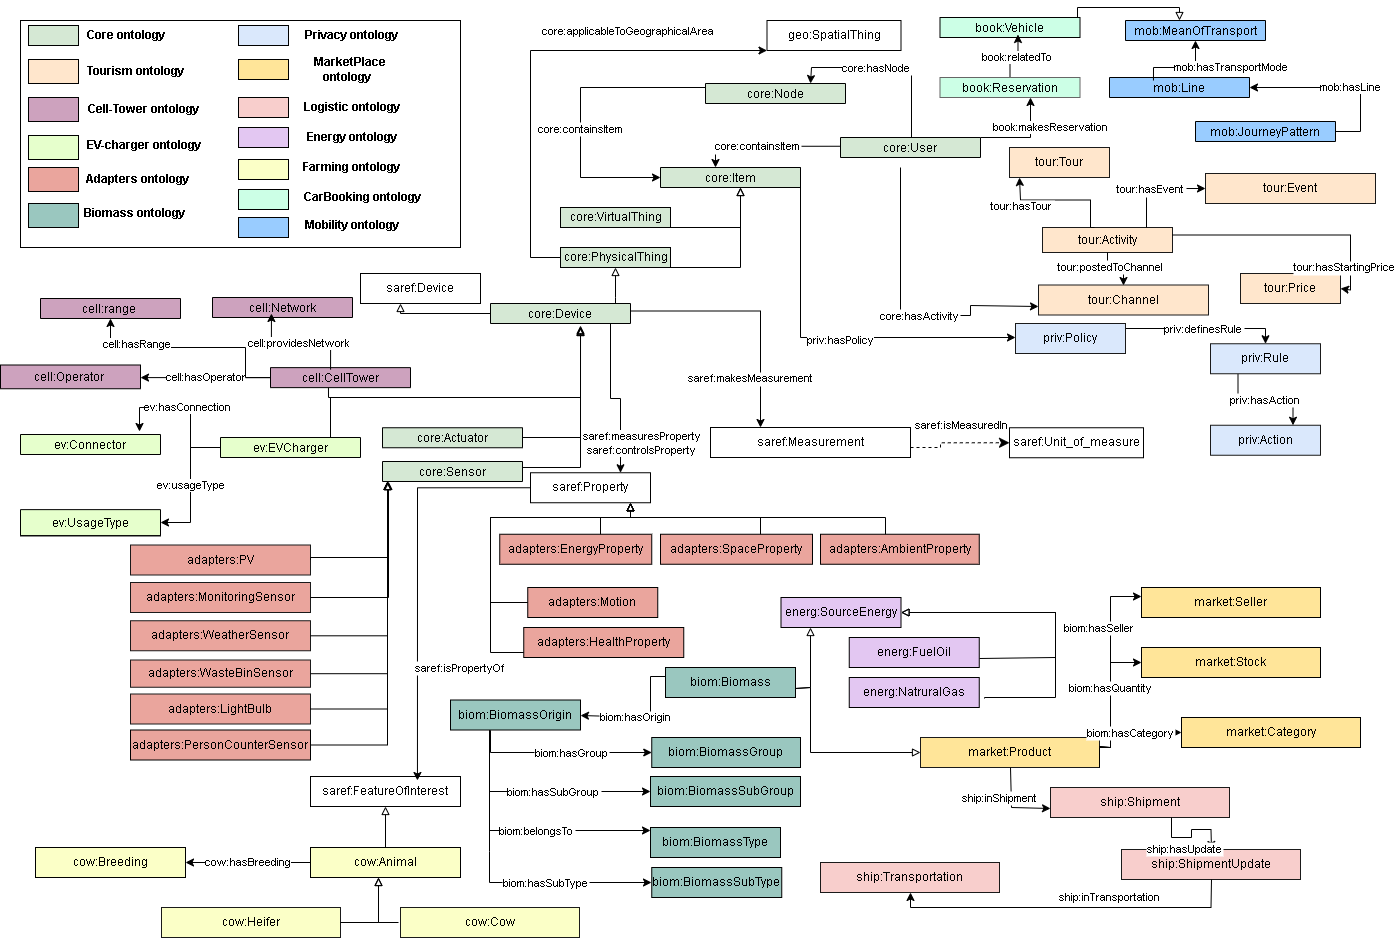 Core ontology
Tourism ontology
Cell-Tower ontology
EV-charger ontology
Adapters ontology
Biomass ontology
Privacy ontology
MarketPlace
ontology
Logistic ontology
Energy ontology
Farming ontology
CarBooking ontology
Mobility ontology
core:applicableToGeographicalArea
geo:SpatialThing
core:hasNode
core:Node
core:containsItem
core:containsItem
core:User
core:Item
core:VirtualThing
core:PhysicalThing
book:Vehicle
book:relatedTo
book:Reservation
book:makesReservation
mob:MeanOfTransport
mob:hasTransportMode
mob:Line
mob:hasLine
mob:JourneyPattern
tour:Tour
tour:hasTour
tour:hasEvent
tour:Event
tour:Activity
tour:postedToChannel
tour:hasStartingPrice
tour:Channel
tour:Price
core:hasActivity
priv:hasPolicy
priv:Policy
priv:definesRule
priv:Rule
priv:hasAction
priv:Action
saref:Device
core:Device
cell:range
cell:Network
cell:hasRange
cell:providesNetwork
cell:Operator
cell:hasOperator
cell:CellTower
saref:makesMeasurement
ev:hasConnection
ev:Connector
ev:EVCharger
ev:usageType
ev:UsageType
core:Actuator
core:Sensor
saref:measuresProperty
saref:controlsProperty
saref:Property
saref:Measurement
saref:isMeasuredIn
saref:Unit_of_measure
adapters:PV
adapters:MonitoringSensor
adapters:WeatherSensor
adapters:WasteBinSensor
adapters:LightBulb
adapters:PersonCounterSensor
adapters:EnergyProperty
adapters:SpaceProperty
adapters:AmbientProperty
adapters:Motion
adapters:HealthProperty
saref:isPropertyOf
energ:SourceEnergy
energ:FuelOil
energ:NatruralGas
biom:Biomass
biom:hasOrigin
biom:BiomassOrigin
biom:hasGroup
biom:BiomassGroup
biom:hasSubGroup
biom:BiomassSubGroup
biom:belongsTo
biom:BiomassType
biom:hasSubType
biom:BiomassSubType
market:Seller
biom:hasSeller
market:Stock
biom:hasQuantity
biom:hasCategory
market:Category
market:Product
ship:inShipment
ship:Shipment
ship:hasUpdate
ship:ShipmentUpdate
ship:Transportation
ship:inTransportation
saref:FeatureOfInterest
cow:Breeding
cow:hasBreeding
cow:Animal
cow:Heifer
cow:Cow